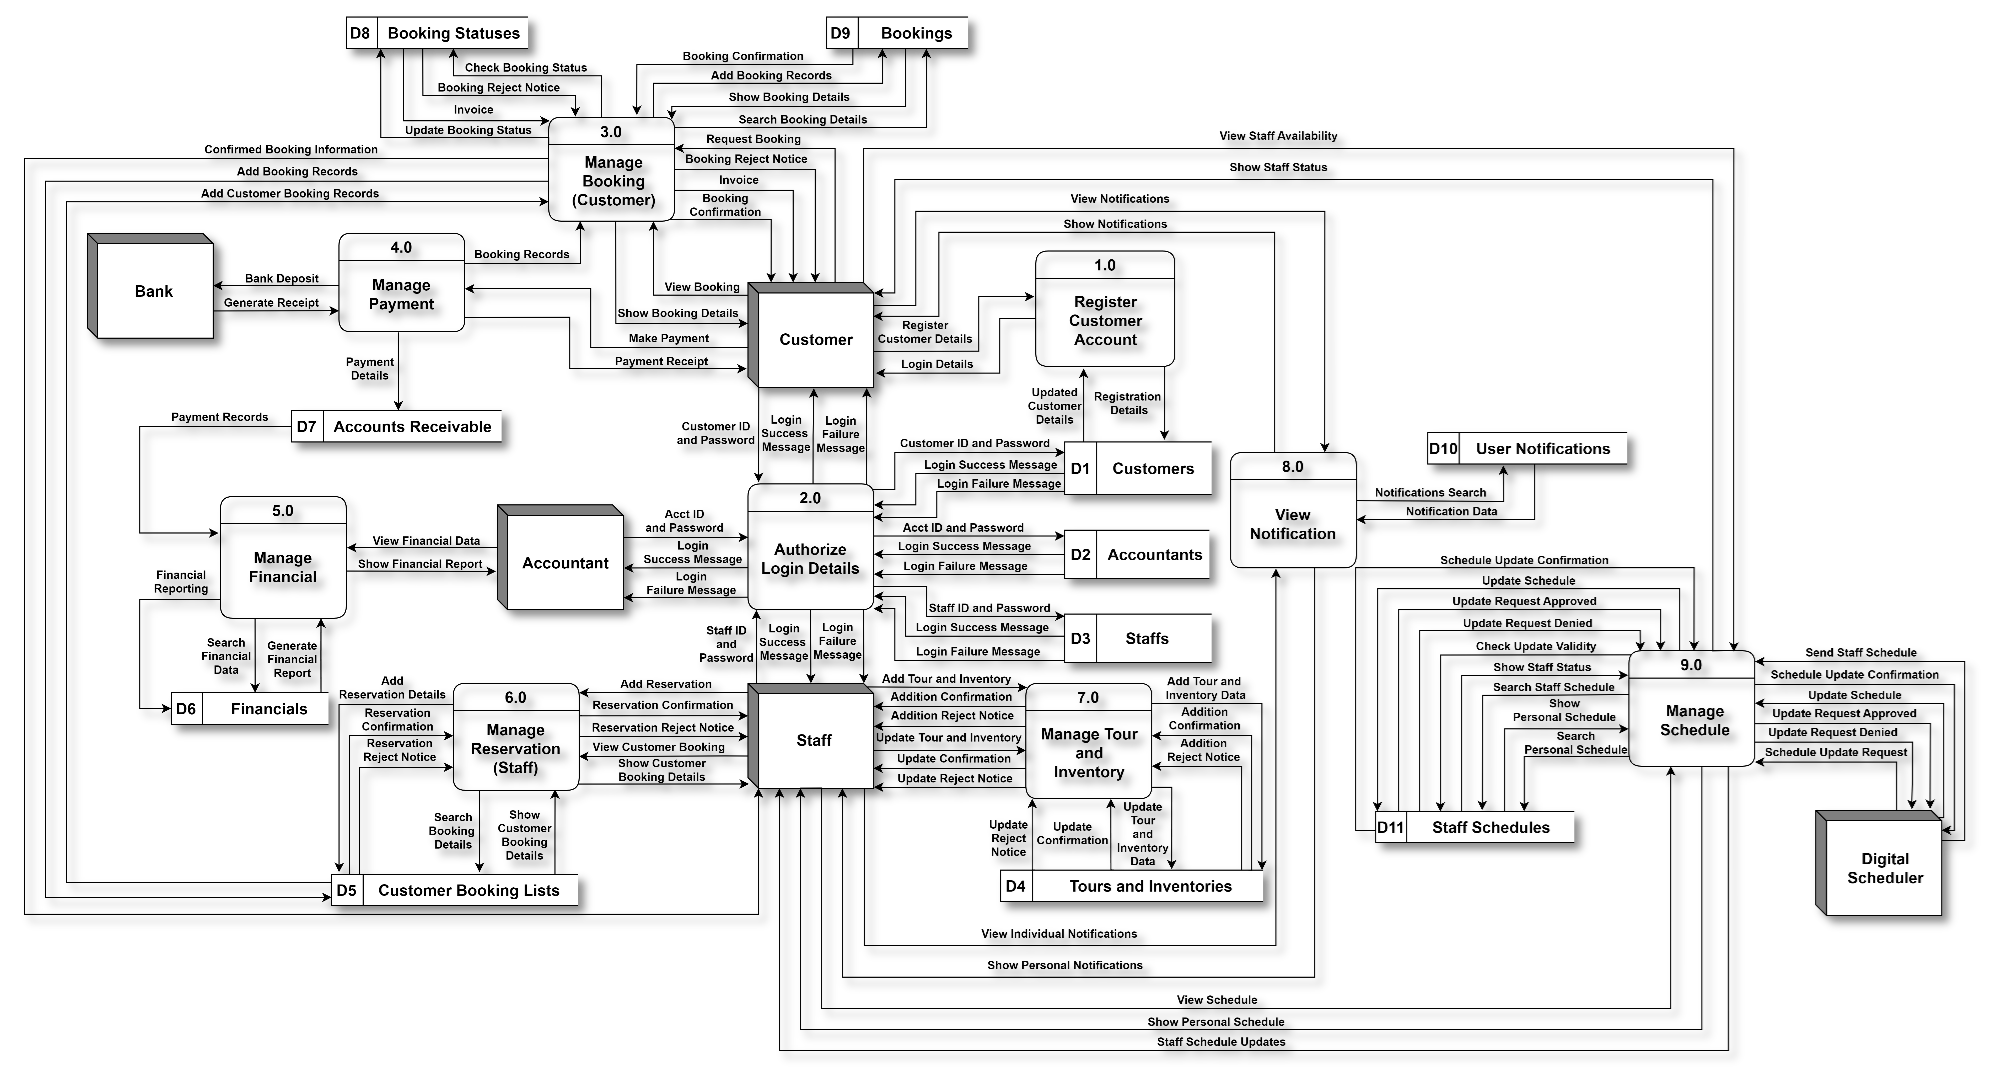 D8 Booking Statuses
D9 Bookings
Check Booking Status
Booking Reject Notice
Invoice
Update Booking Status
Confirmed Booking Information
Add Booking Records
Add Customer Booking Records
3.0
Manage
Booking
(Customer)
Booking Confirmation
Add Booking Records
Show Booking Details
Search Booking Details
Request Booking
Booking Reject Notice
Invoice
Booking
Confirmation
View Staff Availability
Show Staff Status
View Notifications
Show Notifications
Bank
Bank Deposit
Generate Receipt
4.0
Manage
Payment
Booking Records
View Booking
Show Booking Details
Make Payment
Payment Receipt
Customer
Register
Customer Details
Login Details
1.0
Register
Customer
Account
Payment
Details
Payment Records
D7 Accounts Receivable
Updated
Customer
Details
Registration
Details
Customer ID
and Password
Login
Success
Message
Login
Failure
Message
Customer ID and Password
Login Success Message
Login Failure Message
D1 Customers
8.0
View
Notification
D10 User Notifications
Notifications Search
Notification Data
5.0
Manage
Financial
View Financial Data
Show Financial Report
Accountant
Acct ID
and Password
Login
Success Message
Login
Failure Message
2.0
Authorize
Login Details
Acct ID and Password
Login Success Message
Login Failure Message
D2 Accountants
Financial
Reporting
Search
Financial
Data
Generate
Financial
Report
D6 Financials
Staff ID
and
Password
Login
Success
Message
Login
Failure
Message
Staff ID and Password
Login Success Message
Login Failure Message
D3 Staffs
Schedule Update Confirmation
Update Schedule
Update Request Approved
Update Request Denied
Check Update Validity
Show Staff Status
Search Staff Schedule
Show
Personal Schedule
Search
Personal Schedule
9.0
Manage
Schedule
Send Staff Schedule
Schedule Update Confirmation
Update Schedule
Update Request Approved
Update Request Denied
Schedule Update Request
Add
Reservation Details
Reservation
Confirmation
Reservation
Reject Notice
6.0
Manage
Reservation
(Staff)
Add Reservation
Reservation Confirmation
Reservation Reject Notice
View Customer Booking
Show Customer
Booking Details
Staff
Add Tour and Inventory
Addition Confirmation
Addition Reject Notice
Update Tour and Inventory
Update Confirmation
Update Reject Notice
7.0
Manage Tour
and
Inventory
Add Tour and
Inventory Data
Addition
Confirmation
Addition
Reject Notice
Search
Booking
Details
Show
Customer
Booking
Details
D5 Customer Booking Lists
Update
Reject
Notice
Update
Confirmation
Update
Tour
and
Inventory
Data
D4 Tours and Inventories
D11 Staff Schedules
Digital
Scheduler
View Individual Notifications
Show Personal Notifications
View Schedule
Show Personal Schedule
Staff Schedule Updates